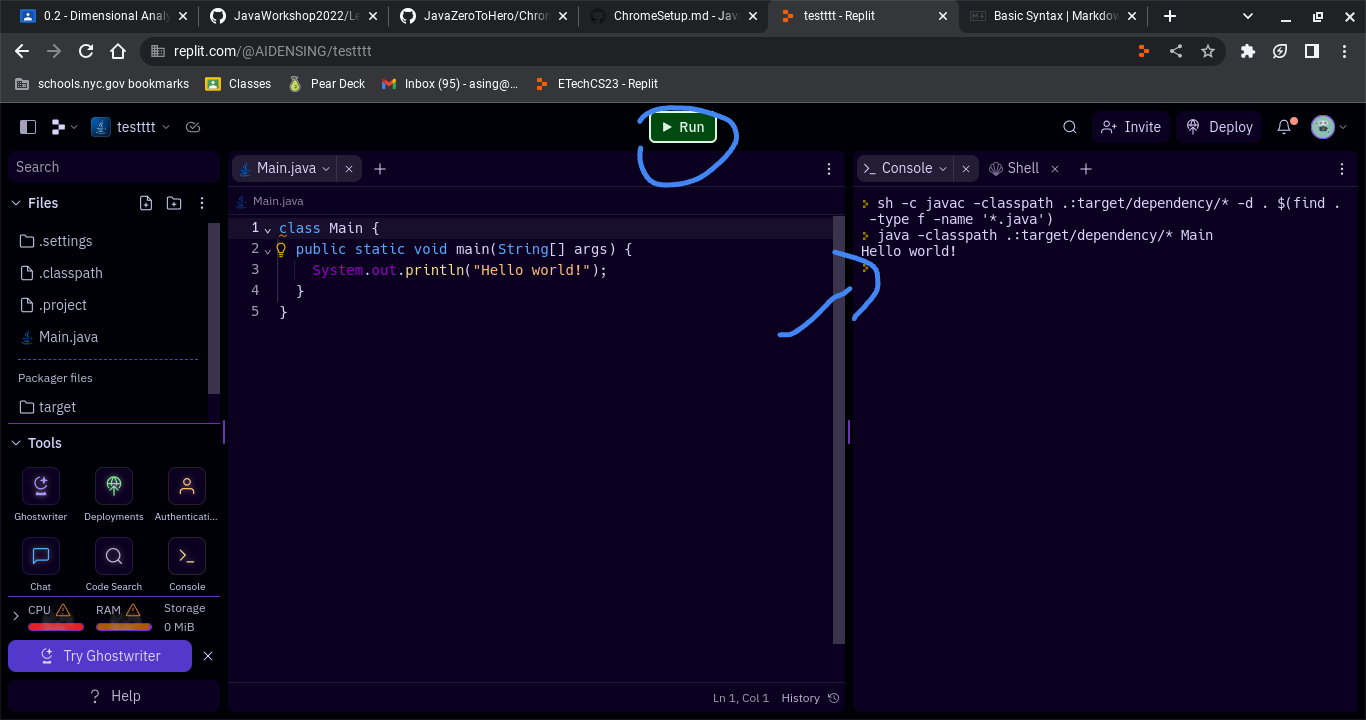 0.2 - Dimensional Analy
JavaWorkshop2022/Le
JavaZeroToHero/Chron
ChromeSetup.md - Java
testttt - Replit
Basic Syntax | Markdow
replit.com/@AIDENSING/testttt
schools.nyc.gov bookmarks
Classes
Pear Deck
Inbox (95) - asing@...
ETechCS23 - Replit
testttt
Run
Invite
Deploy
Search
Files
.settings
.classpath
.project
Main.java
Packager files
target
Tools
Ghostwriter
Deployments
Authenticati...
Chat
Code Search
Console
CPU
RAM
Storage
0 MiB
Try Ghostwriter
? Help
Main.java
Main.java
1 class Main {
2 public static void main(String[] args) {
3 System.out.println("Hello world!");
4 }
5 }
Ln 1, Col 1
History
Console
Shell
sh -c javac -classpath .:target/dependency/* -d . $(find .
-type f -name '*.java')
java -classpath .:target/dependency/* Main
Hello world!